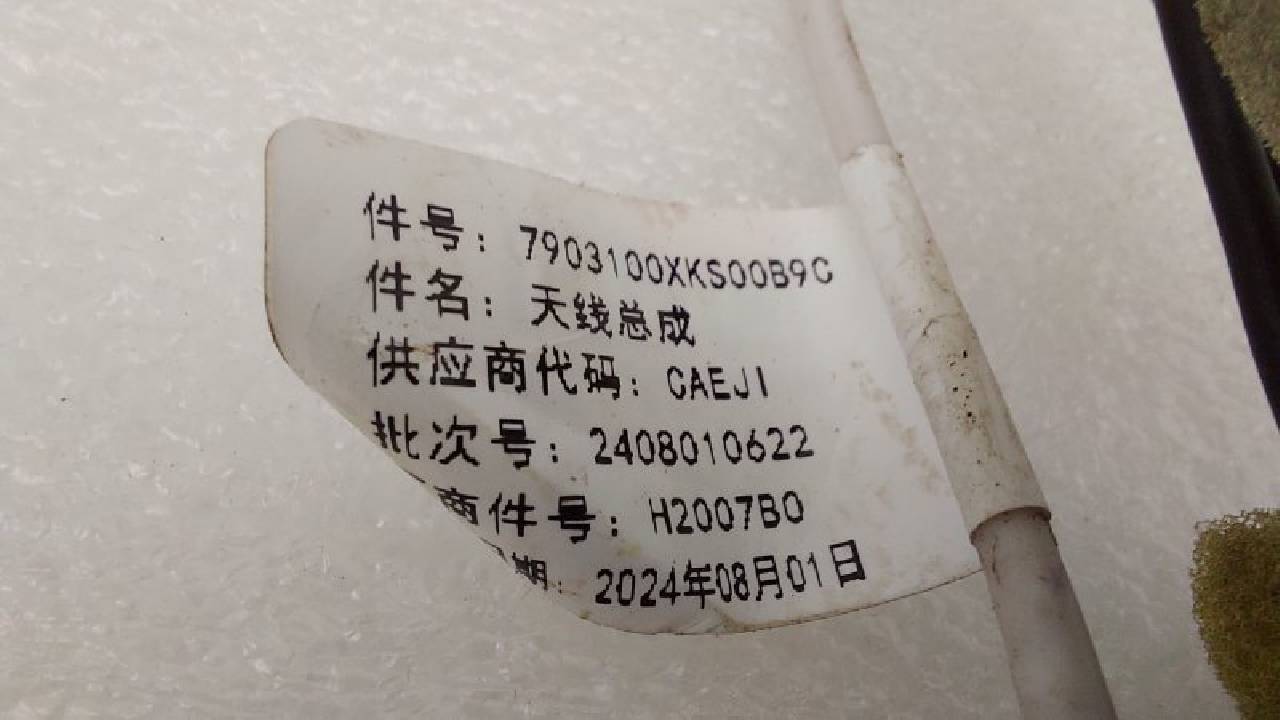 件号：7903100XKS00B9C
件名：天线总成
供应商代码：CAEJI
批次号：2408010622
商件号：H2007B0
期：2024年08月01日